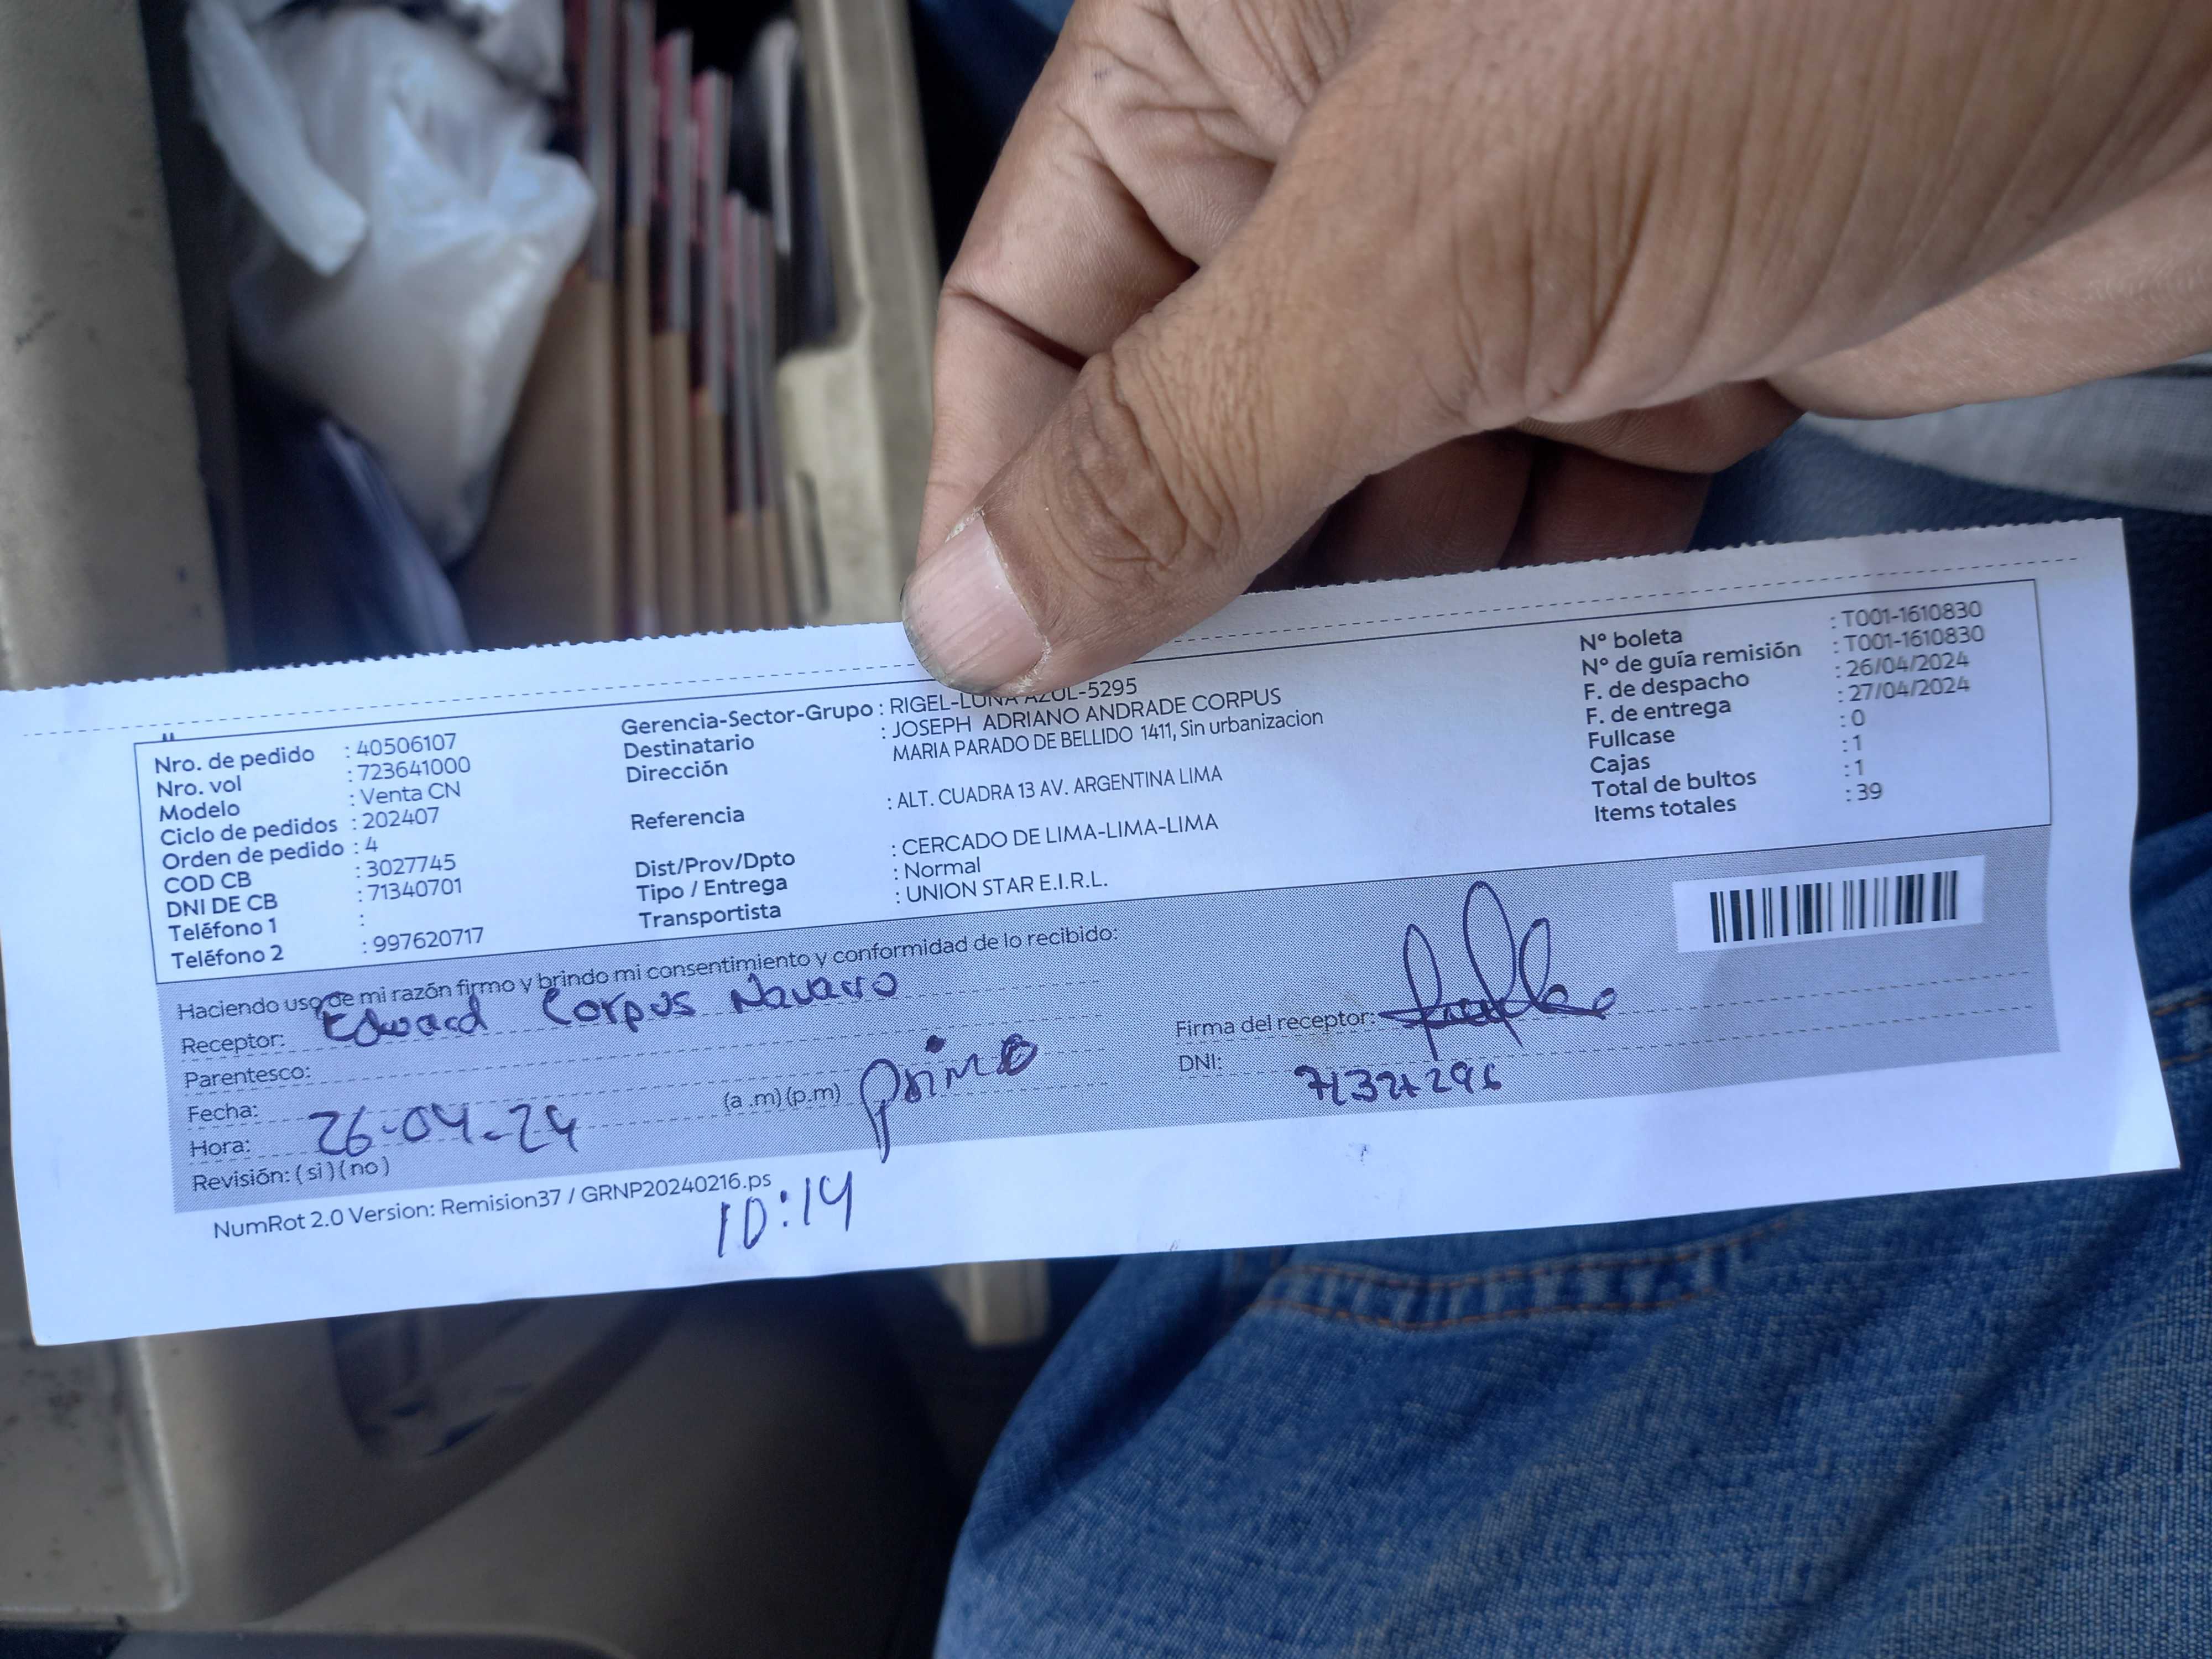 Nro. de pedido : 40506107
Nro. vol : 723641000
Modelo : Venta CN
Ciclo de pedidos : 202407
Orden de pedido : 4
COD CB : 3027745
DNI DE CB : 71340701
Teléfono 1 :
Teléfono 2 : 997620717
Gerencia-Sector-Grupo : RIGEL-LUNA AZUL-5295
Destinatario : JOSEPH ADRIANO ANDRADE CORPUS
Dirección MARIA PARADO DE BELLIDO 1411, Sin urbanizacion
Referencia : ALT. CUADRA 13 AV. ARGENTINA LIMA
Dist/Prov/Dpto : CERCADO DE LIMA-LIMA-LIMA
Tipo / Entrega : Normal
Transportista : UNION STAR E.I.R.L.
Nº boleta : T001-1610830
Nº de guía remisión : T001-1610830
F. de despacho : 26/04/2024
F. de entrega : 27/04/2024
Fullcase : 0
Cajas : 1
Total de bultos : 1
Items totales : 39
Haciendo uso de mi razón firmo y brindo mi consentimiento y conformidad de lo recibido:
Receptor: Edward Corpus Navarro
Parentesco:
Fecha: 26-04-24 (a .m) (p.m) primo
Hora:
Revisión: ( si ) ( no )
Firma del receptor:
DNI:
NumRot 2.0 Version: Remision37 / GRNP20240216.ps
10:14